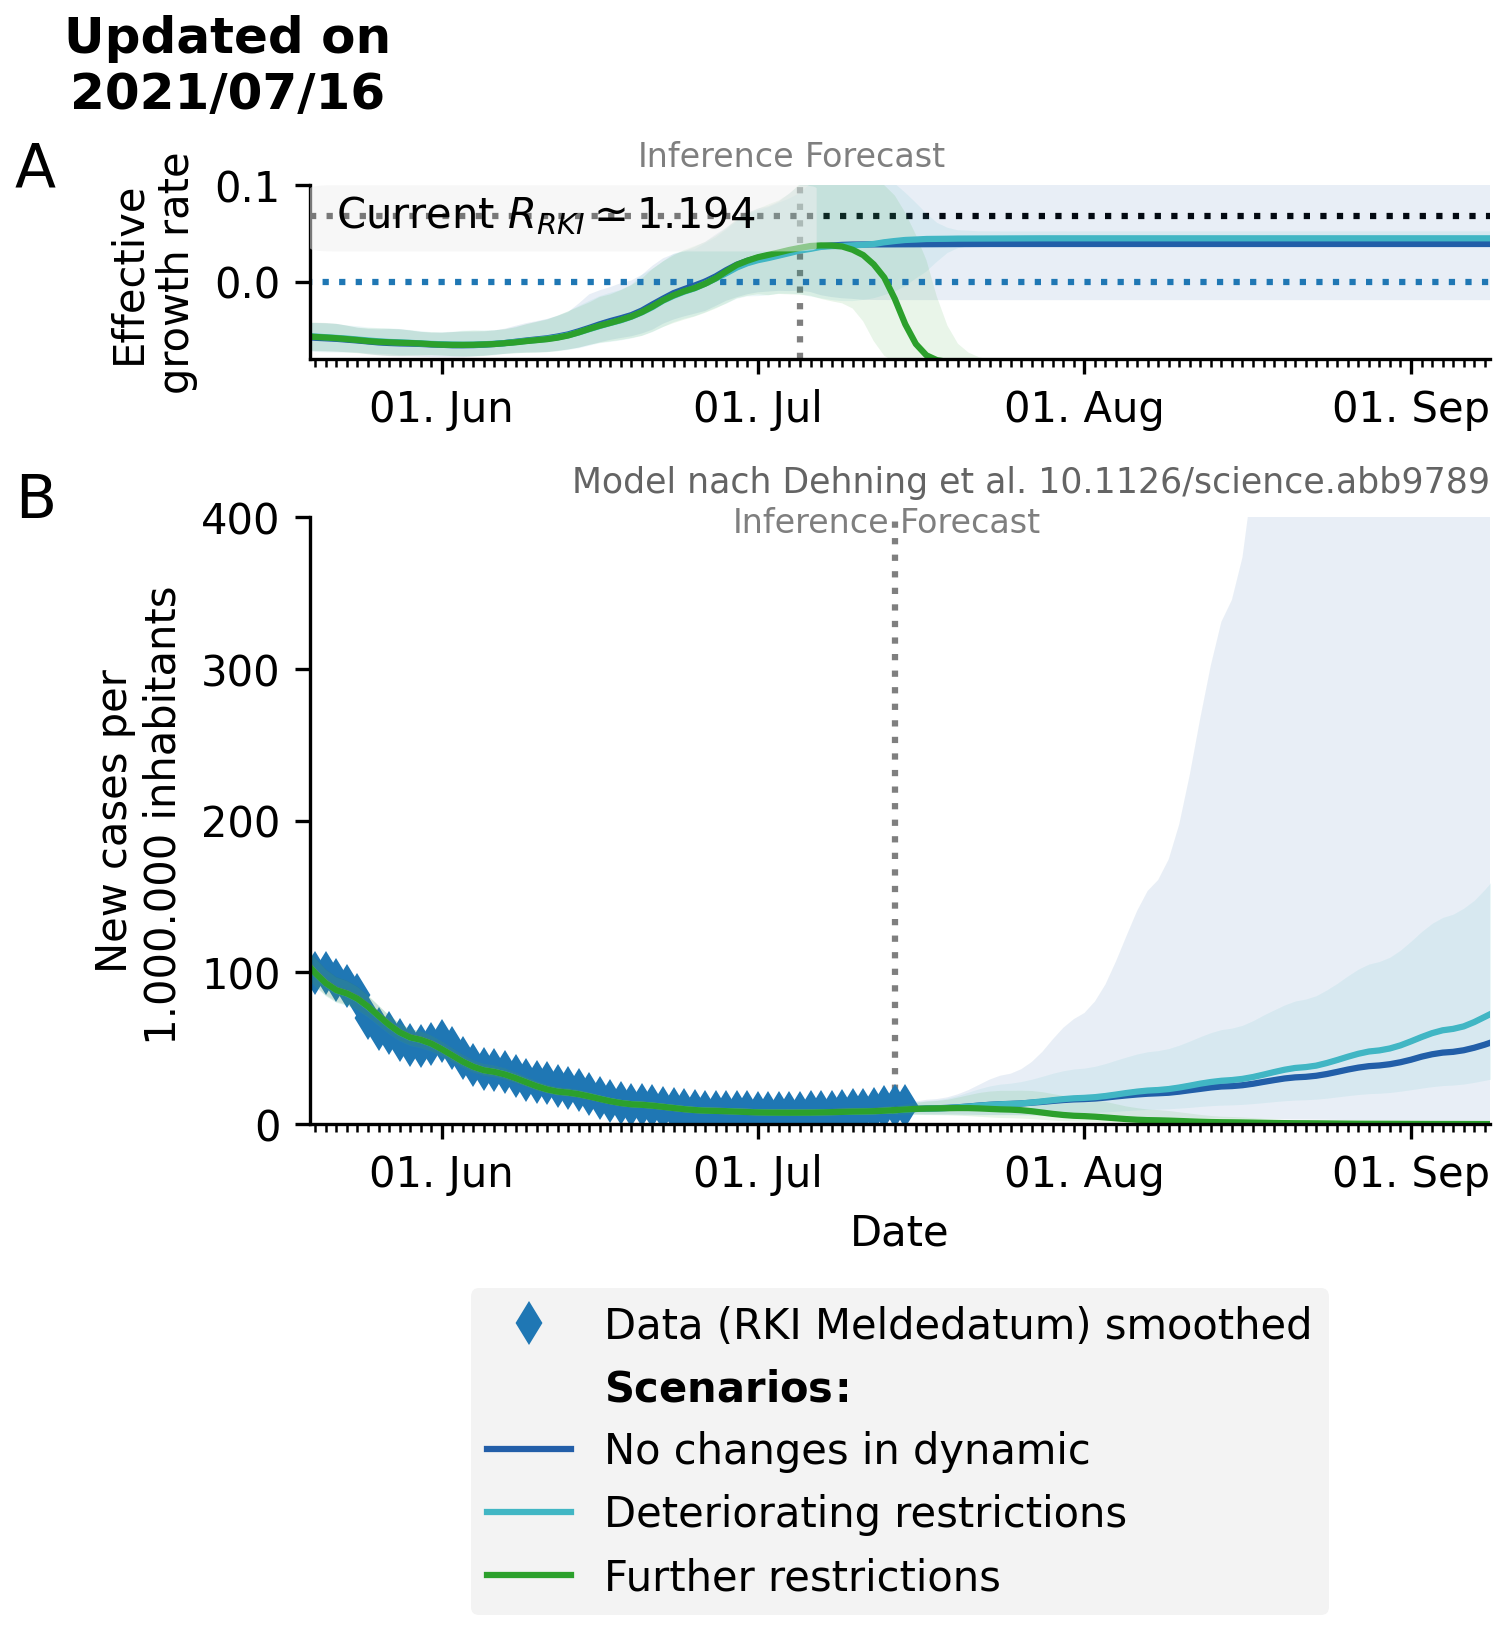 Updated on
2021/07/16
A
Inference Forecast
Effective
growth rate
0.1
0.0
Current R_RKI ≃ 1.194
01. Jun
01. Jul
01. Aug
01. Sep
B
Model nach Dehning et al. 10.1126/science.abb9789
Inference Forecast
New cases per
1.000.000 inhabitants
400
300
200
100
0
01. Jun
01. Jul
01. Aug
01. Sep
Date
Data (RKI Meldedatum) smoothed
Scenarios:
No changes in dynamic
Deteriorating restrictions
Further restrictions